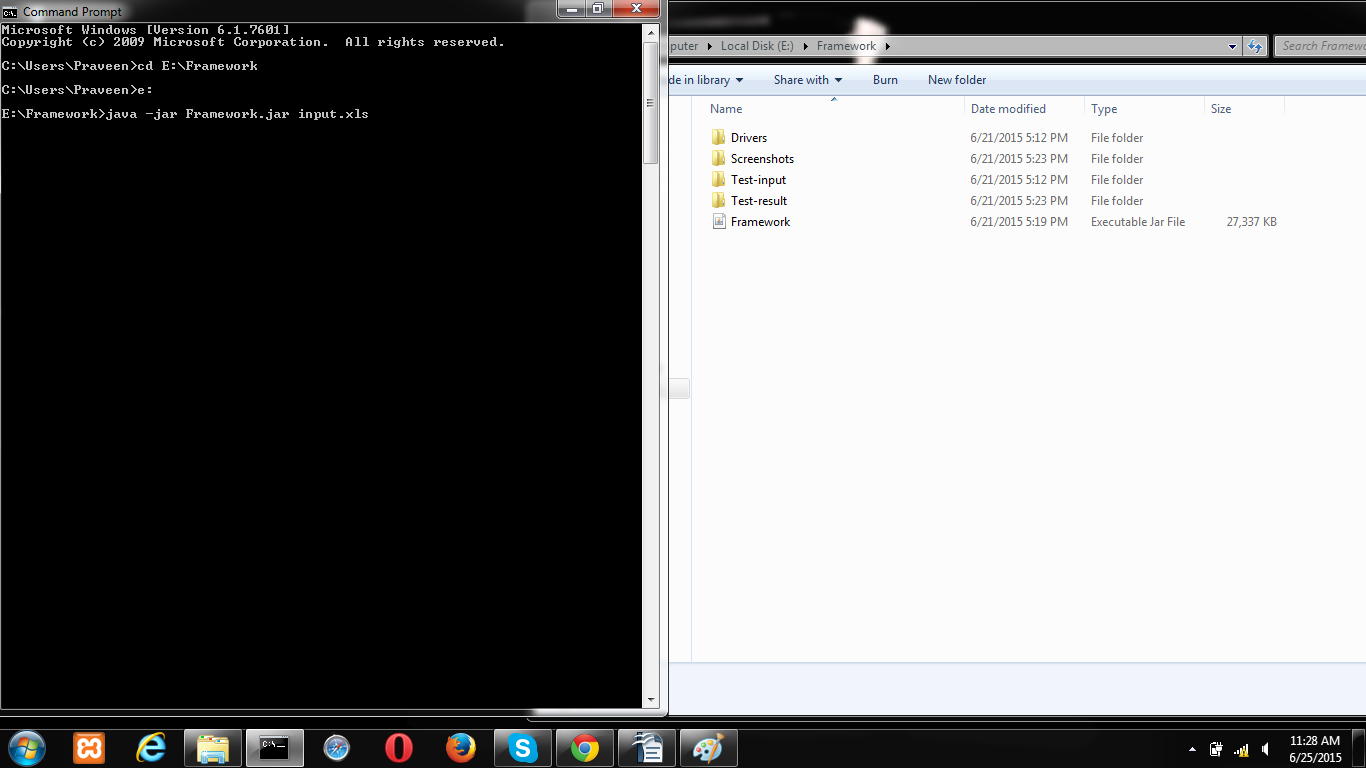 Command Prompt
Microsoft Windows [Version 6.1.7601]
Copyright (c) 2009 Microsoft Corporation.  All rights reserved.
C:\Users\Praveen>cd E:\Framework
C:\Users\Praveen>e:
E:\Framework>java -jar Framework.jar input.xls
puter Local Disk (E:) Framework Search Framewo
de in library Share with Burn New folder
Name Date modified Type Size
Drivers 6/21/2015 5:12 PM File folder
Screenshots 6/21/2015 5:23 PM File folder
Test-input 6/21/2015 5:12 PM File folder
Test-result 6/21/2015 5:23 PM File folder
Framework 6/21/2015 5:19 PM Executable Jar File 27,337 KB
11:28 AM
6/25/2015